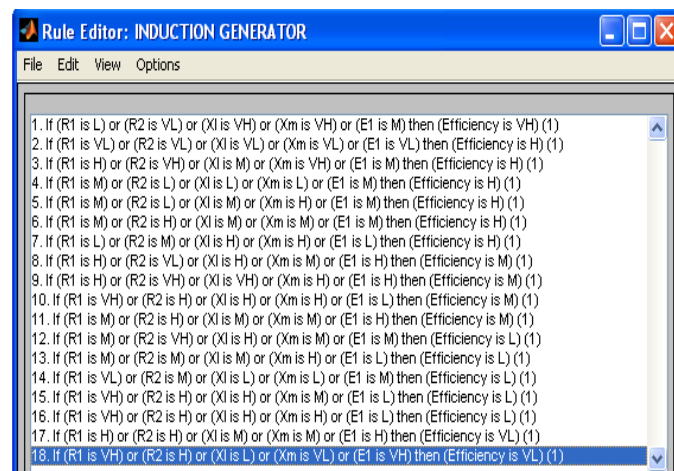 Rule Editor: INDUCTION GENERATOR
File Edit View Options
1. If (R1 is L) or (R2 is VL) or (Xl is VH) or (Xm is VH) or (E1 is M) then (Efficiency is VH) (1)
2. If (R1 is VL) or (R2 is VL) or (Xl is VL) or (Xm is VL) or (E1 is VL) then (Efficiency is H) (1)
3. If (R1 is H) or (R2 is VH) or (Xl is M) or (Xm is VH) or (E1 is M) then (Efficiency is H) (1)
4. If (R1 is M) or (R2 is L) or (Xl is L) or (Xm is L) or (E1 is M) then (Efficiency is H) (1)
5. If (R1 is M) or (R2 is L) or (Xl is M) or (Xm is H) or (E1 is M) then (Efficiency is H) (1)
6. If (R1 is M) or (R2 is H) or (Xl is M) or (Xm is M) or (E1 is M) then (Efficiency is H) (1)
7. If (R1 is L) or (R2 is M) or (Xl is H) or (Xm is H) or (E1 is L) then (Efficiency is H) (1)
8. If (R1 is H) or (R2 is VL) or (Xl is H) or (Xm is M) or (E1 is H) then (Efficiency is M) (1)
9. If (R1 is H) or (R2 is VH) or (Xl is VH) or (Xm is H) or (E1 is H) then (Efficiency is M) (1)
10. If (R1 is VH) or (R2 is H) or (Xl is H) or (Xm is H) or (E1 is L) then (Efficiency is M) (1)
11. If (R1 is M) or (R2 is H) or (Xl is M) or (Xm is M) or (E1 is H) then (Efficiency is M) (1)
12. If (R1 is M) or (R2 is VH) or (Xl is H) or (Xm is M) or (E1 is M) then (Efficiency is L) (1)
13. If (R1 is M) or (R2 is M) or (Xl is M) or (Xm is H) or (E1 is L) then (Efficiency is L) (1)
14. If (R1 is VL) or (R2 is M) or (Xl is L) or (Xm is L) or (E1 is M) then (Efficiency is L) (1)
15. If (R1 is VH) or (R2 is H) or (Xl is H) or (Xm is M) or (E1 is L) then (Efficiency is L) (1)
16. If (R1 is VH) or (R2 is H) or (Xl is H) or (Xm is H) or (E1 is L) then (Efficiency is L) (1)
17. If (R1 is H) or (R2 is H) or (Xl is M) or (Xm is M) or (E1 is H) then (Efficiency is VL) (1)
18. If (R1 is VH) or (R2 is H) or (Xl is L) or (Xm is VL) or (E1 is VH) then (Efficiency is VL) (1)